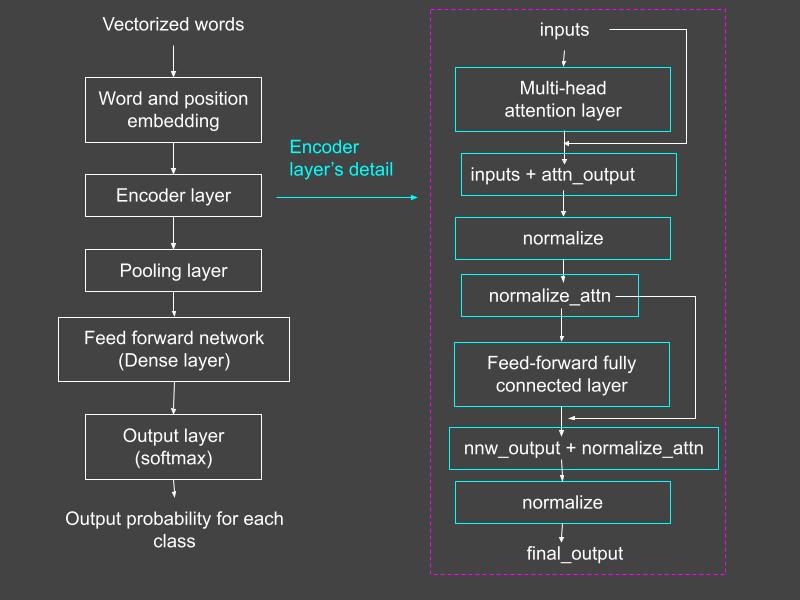 Vectorized words
Word and position
embedding
Encoder layer
Pooling layer
Feed forward network
(Dense layer)
Output layer
(softmax)
Output probability for each
class
Encoder
layer’s detail
inputs
Multi-head
attention layer
inputs + attn_output
normalize
normalize_attn
Feed-forward fully
connected layer
nnw_output + normalize_attn
normalize
final_output